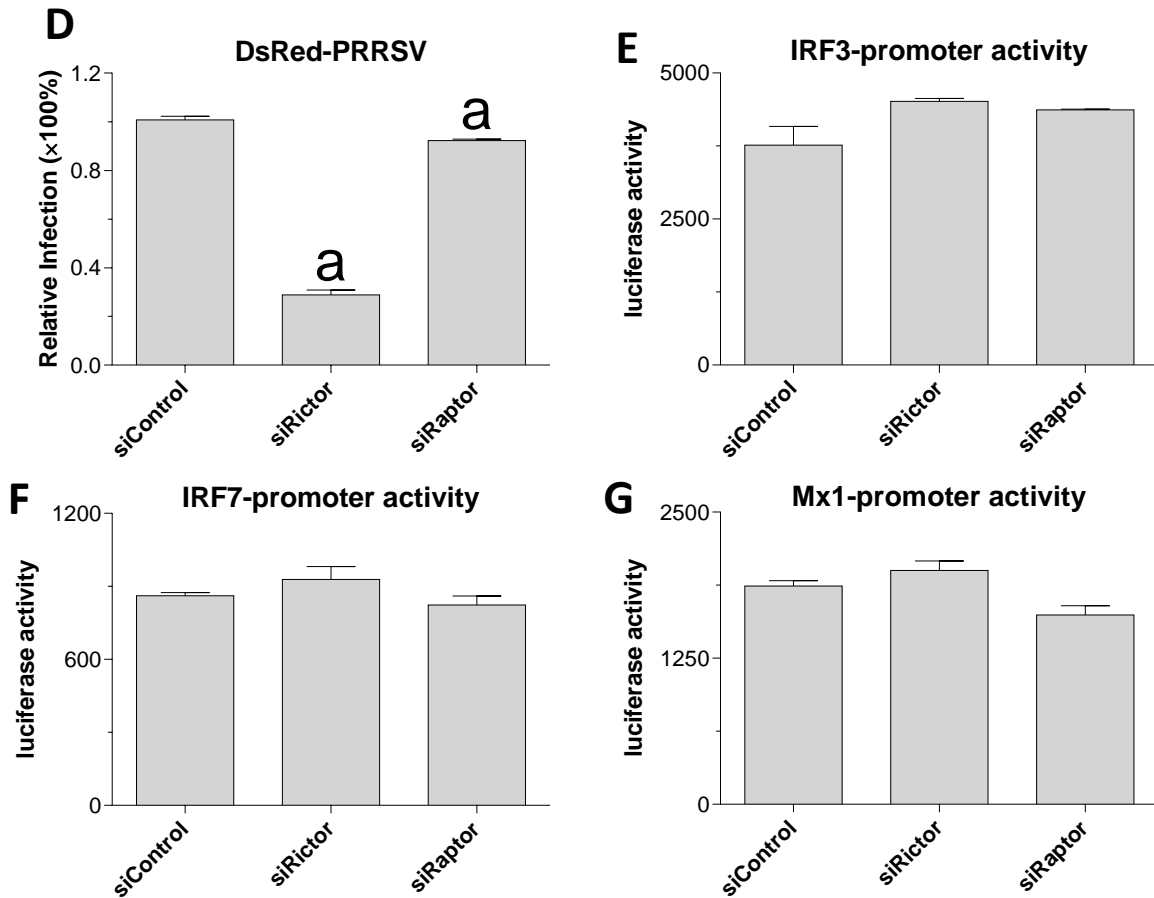 D
DsRed-PRRSV
Relative Infection (×100%)
1.2
0.8
0.4
0.0
a
a
siControl
siRictor
siRaptor
E
IRF3-promoter activity
luciferase activity
5000
2500
0
siControl
siRictor
siRaptor
F
IRF7-promoter activity
luciferase activity
1200
600
0
siControl
siRictor
siRaptor
G
Mx1-promoter activity
luciferase activity
2500
1250
0
siControl
siRictor
siRaptor